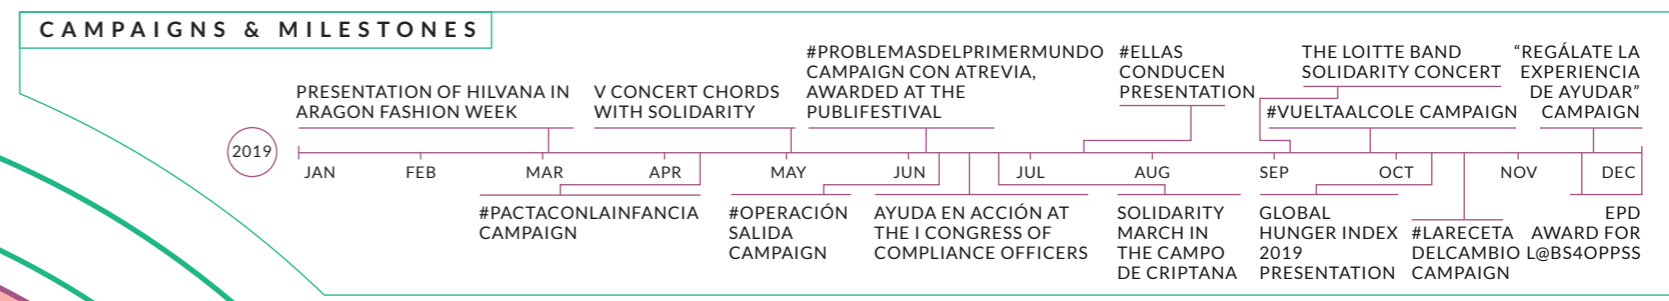 CAMPAIGNS & MILESTONES
PRESENTATION OF HILVANA IN
ARAGON FASHION WEEK
V CONCERT CHORDS
WITH SOLIDARITY
#PROBLEMASDELPRIMERMUNDO
CAMPAIGN CON ATREVIA,
AWARDED AT THE
PUBLIFESTIVAL
#ELLAS
CONDUCEN
PRESENTATION
THE LOITTE BAND
SOLIDARITY CONCERT
#VUELTAALCOLE CAMPAIGN
“REGÁLATE LA
EXPERIENCIA
DE AYUDAR”
CAMPAIGN
2019
JAN FEB MAR APR MAY JUN JUL AUG SEP OCT NOV DEC
#PACTACONLAINFANCIA
CAMPAIGN
#OPERACIÓN
SALIDA
CAMPAIGN
AYUDA EN ACCIÓN AT
THE I CONGRESS OF
COMPLIANCE OFFICERS
SOLIDARITY
MARCH IN
THE CAMPO
DE CRIPTANA
GLOBAL
HUNGER INDEX
2019
PRESENTATION
#LARECETA
DELCAMBIO
CAMPAIGN
EPD
AWARD FOR
L@BS4OPPSS